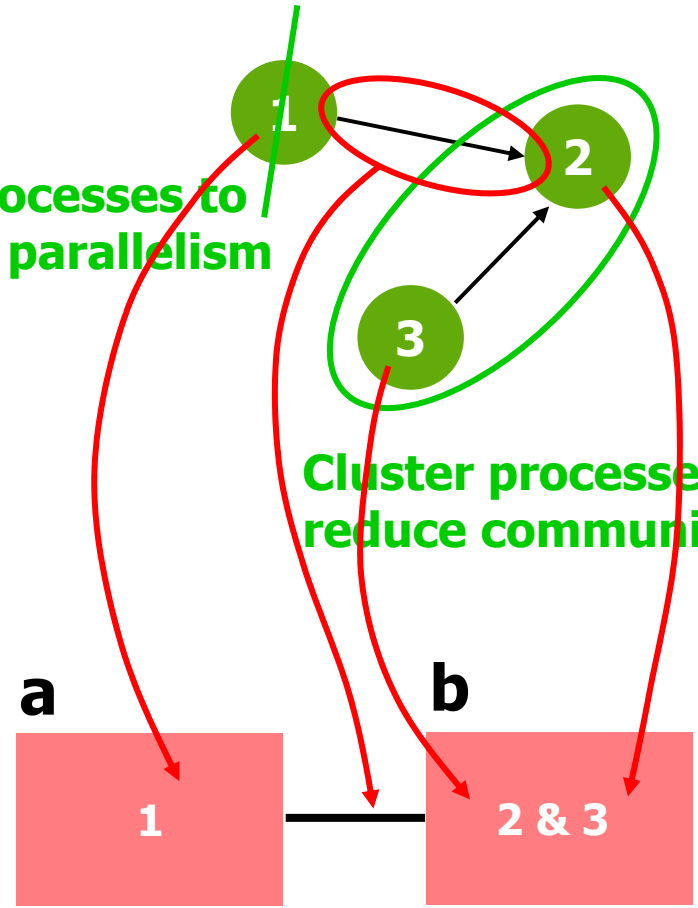 1
2
ocesses to
parallelism
3
Cluster processe
reduce communi
a
b
1
2 & 3